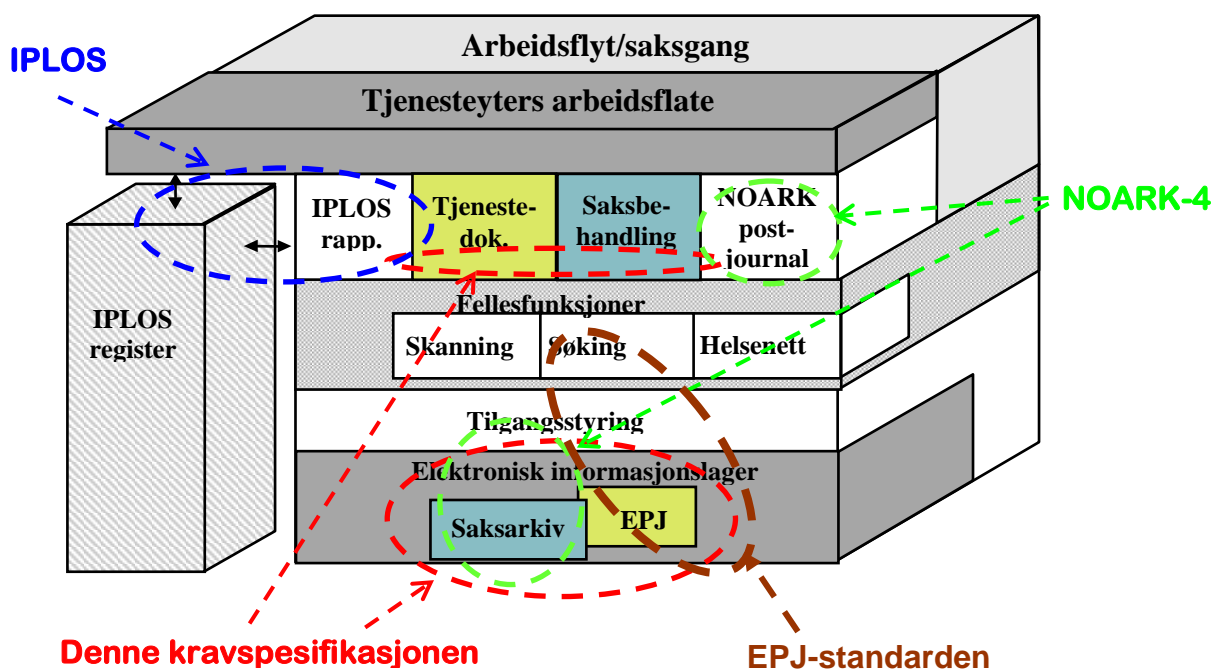 Arbeidsflyt/saksgang
IPLOS
Tjenesteyters arbeidsflate
IPLOS
rapp.
Tjeneste-
dok.
Saksbe-
handling
NOARK
post-
journal
NOARK-4
IPLOS
register
Fellesfunksjoner
Skanning
Søking
Helsenett
Tilgangsstyring
Elektronisk informasjonslager
Saksarkiv
EPJ
Denne kravspesifikasjonen
EPJ-standarden